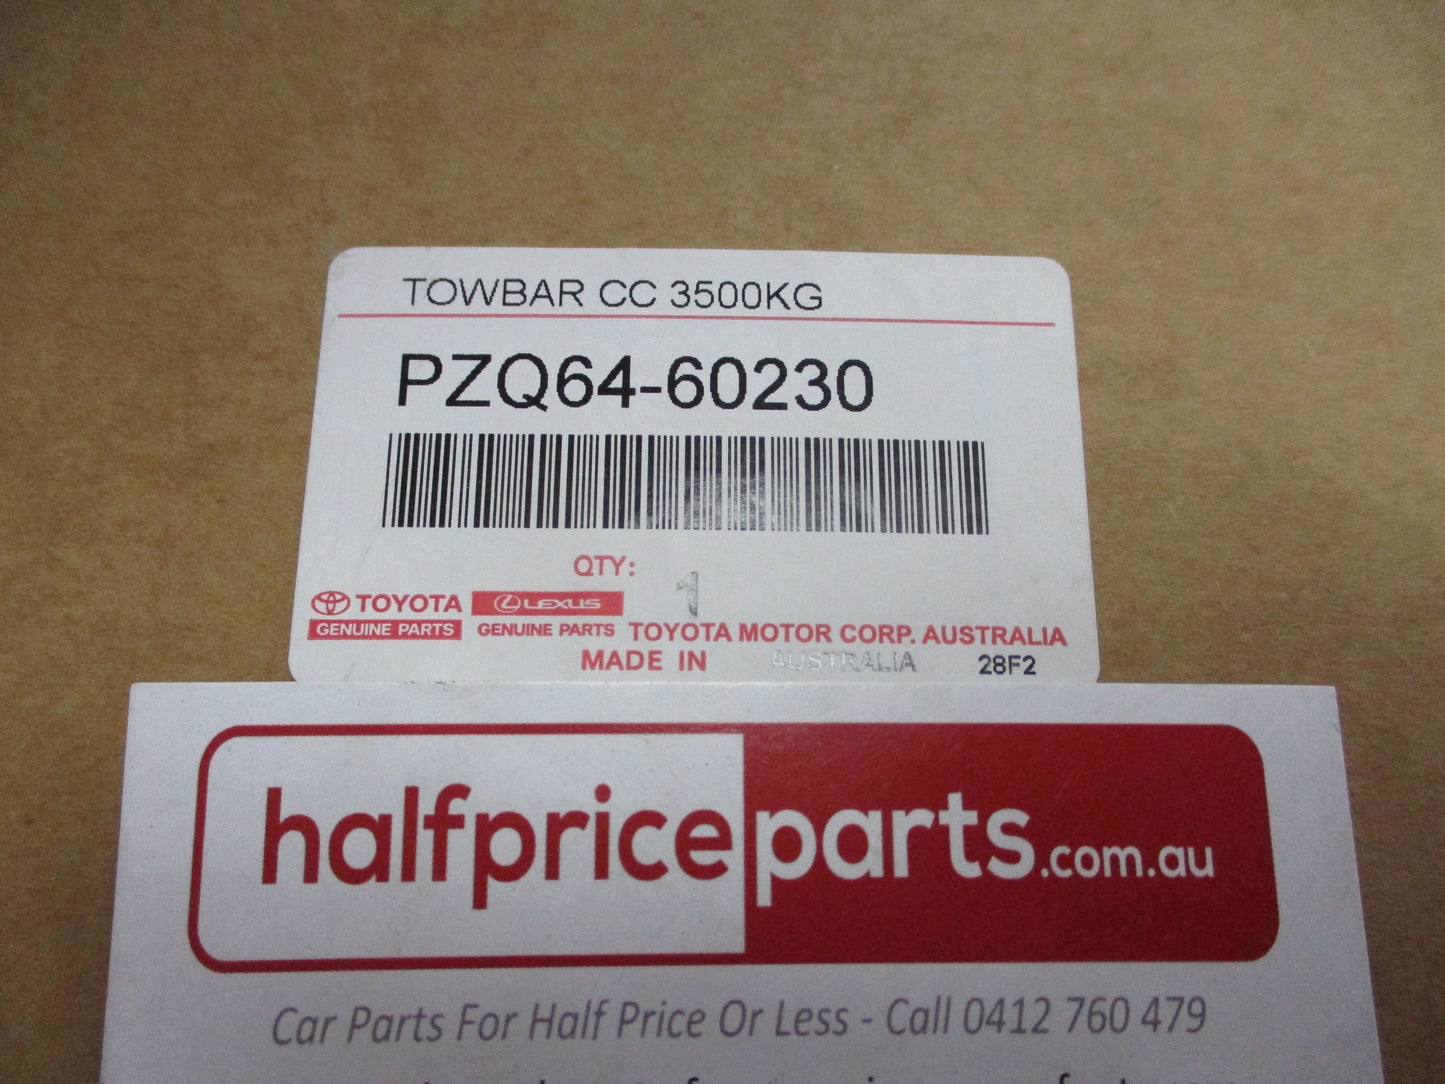 TOWBAR CC 3500KG
PZQ64-60230
QTY: 1
TOYOTA LEXUS
GENUINE PARTS GENUINE PARTS TOYOTA MOTOR CORP. AUSTRALIA
MADE IN AUSTRALIA 28F2
halfpriceparts.com.au
Car Parts For Half Price Or Less - Call 0412 760 479